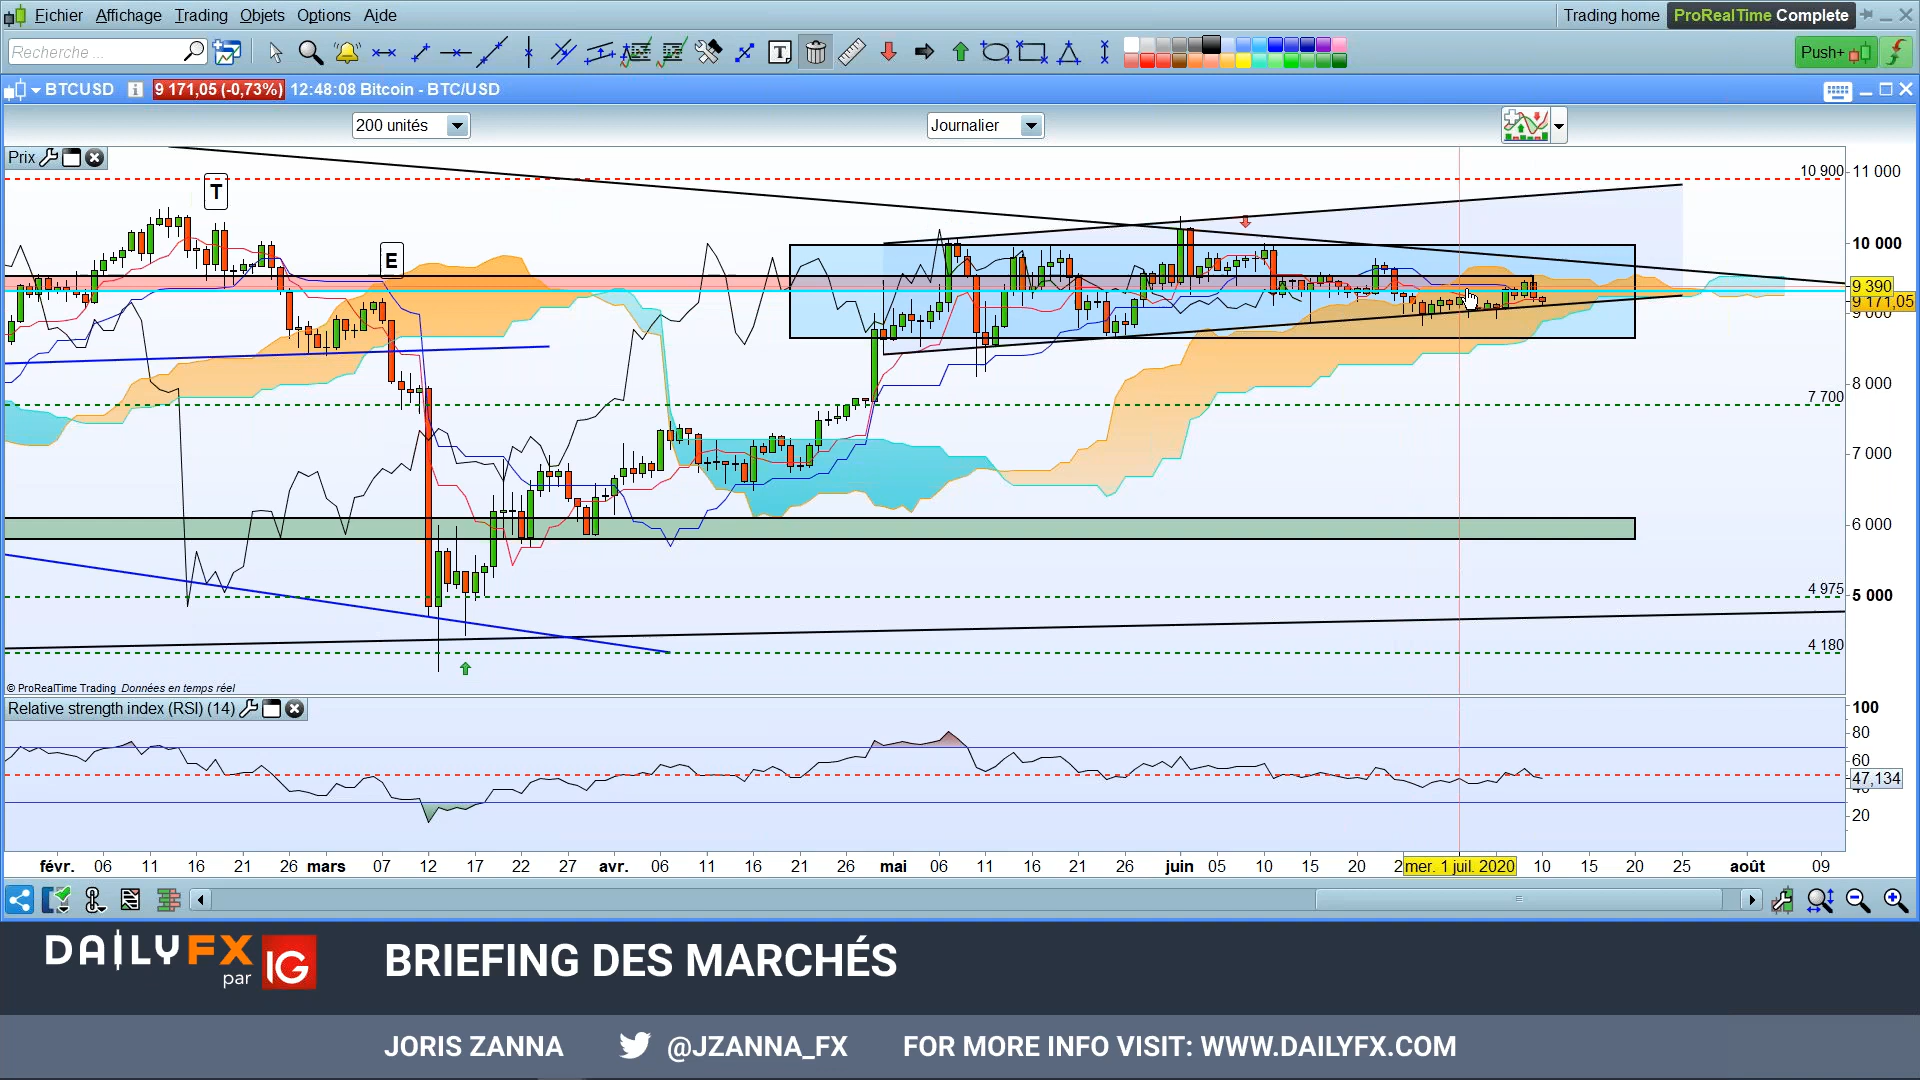 Fichier Affichage Trading Objets Options Aide
Trading home ProRealTime Complete
Recherche ...
T
Push+
BTCUSD i 9 171,05 (-0,73%) 12:48:08 Bitcoin - BTC/USD
200 unités Journalier
Prix
T
E
10 900 11 000
10 000
9 390
9 171,05
9 000
8 000
7 700
7 000
6 000
4 975
5 000
4 180
© ProRealTime Trading Données en temps réel
Relative strength index (RSI) (14)
100
80
60
47,134
40
20
févr. 06 11 16 21 26 mars 07 12 17 22 27 avr. 06 11 16 21 26 mai 06 11 16 21 26 juin 05 10 15 20 2 mer. 1 juil. 2020 10 15 20 25 août 09
DAILYFX
par IG
BRIEFING DES MARCHÉS
JORIS ZANNA @JZANNA_FX FOR MORE INFO VISIT: WWW.DAILYFX.COM